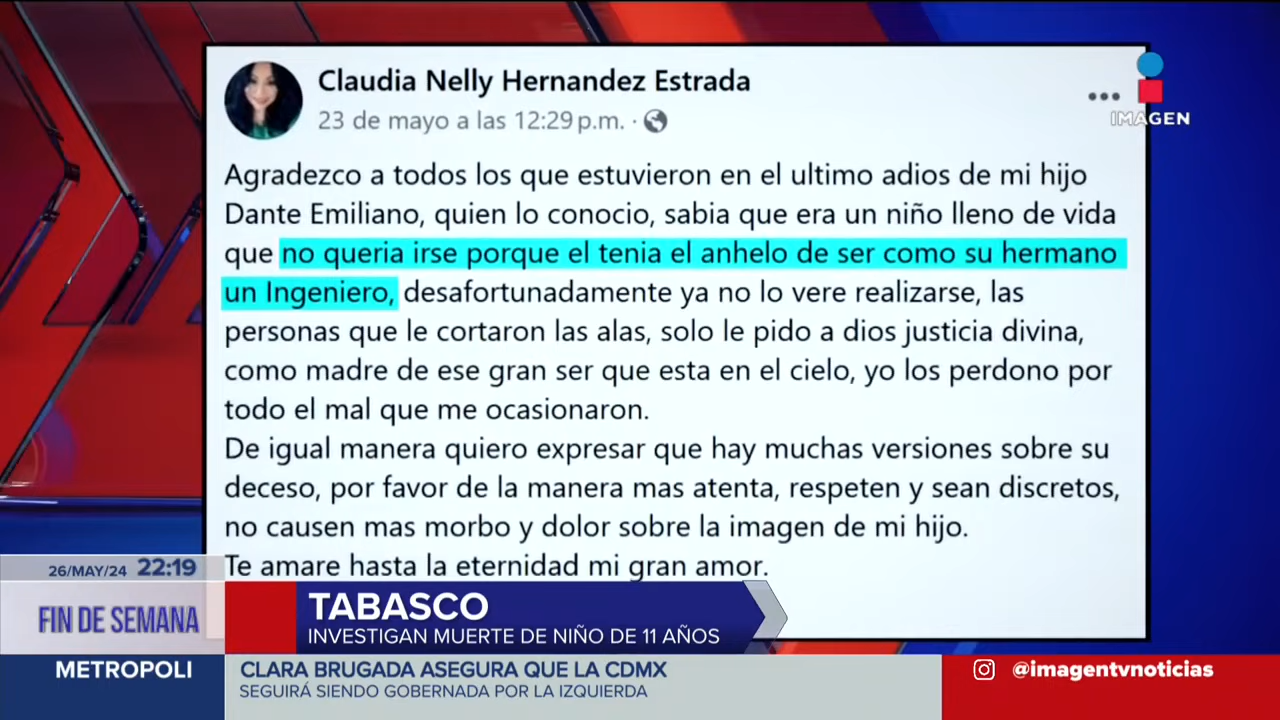 Claudia Nelly Hernandez Estrada
23 de mayo a las 12:29 p.m. ·
IMAGEN
Agradezco a todos los que estuvieron en el ultimo adios de mi hijo
Dante Emiliano, quien lo conocio, sabia que era un niño lleno de vida
que no queria irse porque el tenia el anhelo de ser como su hermano
un Ingeniero, desafortunadamente ya no lo vere realizarse, las
personas que le cortaron las alas, solo le pido a dios justicia divina,
como madre de ese gran ser que esta en el cielo, yo los perdono por
todo el mal que me ocasionaron.
De igual manera quiero expresar que hay muchas versiones sobre su
deceso, por favor de la manera mas atenta, respeten y sean discretos,
no causen mas morbo y dolor sobre la imagen de mi hijo.
Te amare hasta la eternidad mi gran amor.
26/MAY/24 22:19
FIN DE SEMANA
TABASCO
INVESTIGAN MUERTE DE NIÑO DE 11 AÑOS
METROPOLI
CLARA BRUGADA ASEGURA QUE LA CDMX
SEGUIRÁ SIENDO GOBERNADA POR LA IZQUIERDA
@imagentvnoticias